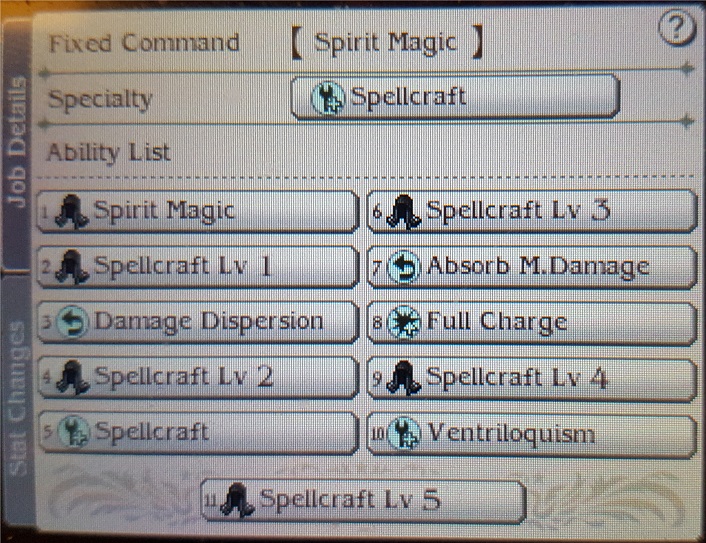 Fixed Command 【 Spirit Magic 】 ?
Specialty Spellcraft
Ability List
1 Spirit Magic
2 Spellcraft Lv 1
3 Damage Dispersion
4 Spellcraft Lv 2
5 Spellcraft
6 Spellcraft Lv 3
7 Absorb M.Damage
8 Full Charge
9 Spellcraft Lv 4
10 Ventriloquism
11 Spellcraft Lv 5
Job Details
Stat Changes